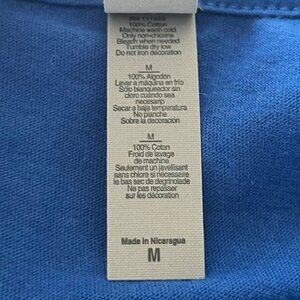 100% Cotton
Machine wash cold
Only non-chlorine
Bleach when needed
Tumble dry low
Do not iron decoration
M
100% Algodón
Lavar a máquina en frío
Sólo blanqueador sin
cloro cuándo sea
necesario
Secar a baja temperatura
No planche
Sobre la decoración
M
100% Coton
Froid de lavage
de machine
Seulement un javellisant
sans chlore si nécessaire
le bas sec de degringolade
Ne pas repasser
sur les décoration
Made in Nicaragua
M